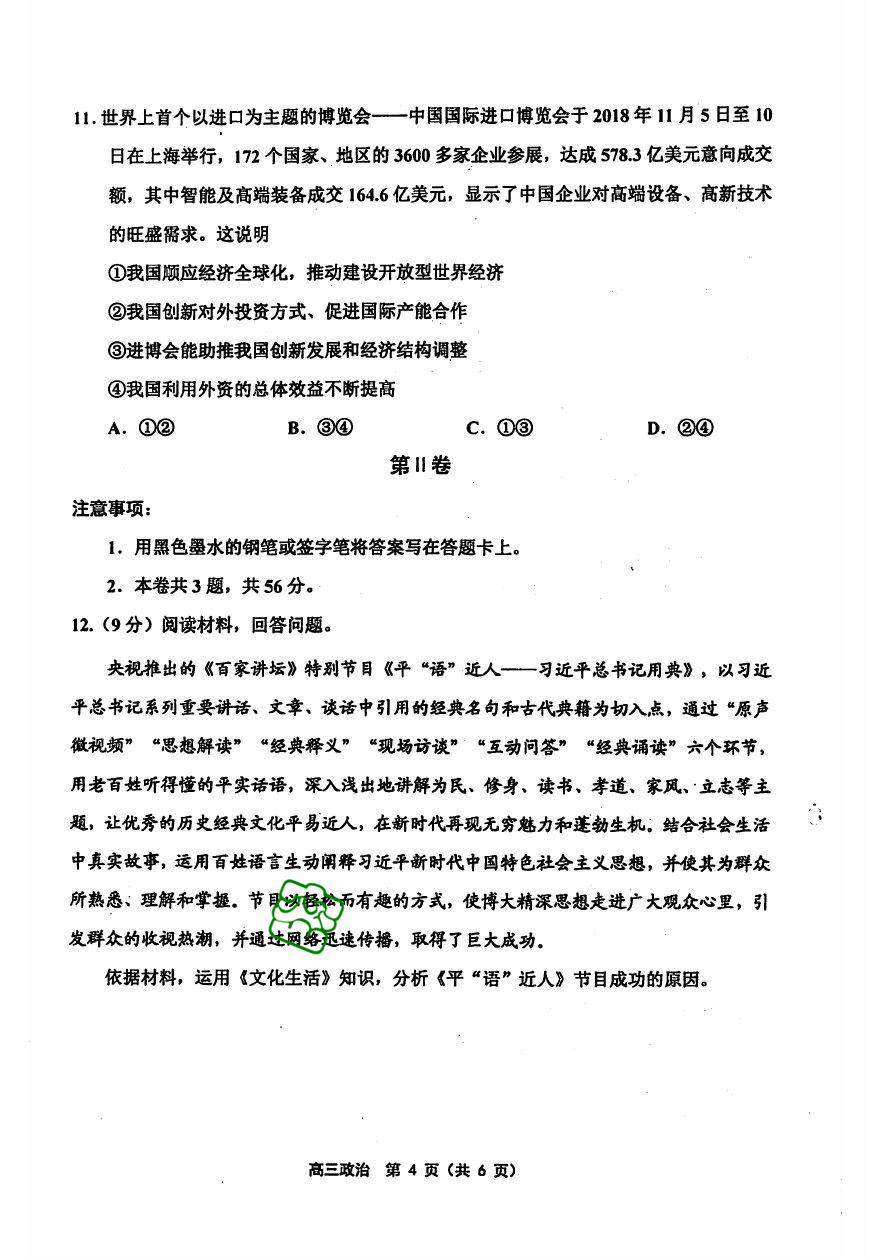 11.世界上首个以进口为主题的博览会——中国国际进口博览会于 2018 年 11 月 5 日至 10
日在上海举行，172 个国家、地区的 3600 多家企业参展，达成 578.3 亿美元意向成交
额，其中智能及高端装备成交 164.6 亿美元，显示了中国企业对高端设备、高新技术
的旺盛需求。这说明
①我国顺应经济全球化，推动建设开放型世界经济
②我国创新对外投资方式、促进国际产能合作
③进博会能助推我国创新发展和经济结构调整
④我国利用外资的总体效益不断提高
A．①② B．③④ C．①③ D．②④
第Ⅱ卷
注意事项：
1．用黑色墨水的钢笔或签字笔将答案写在答题卡上。
2．本卷共 3 题，共 56 分。
12.（9 分）阅读材料，回答问题。
央视推出的《百家讲坛》特别节目《平“语”近人——习近平总书记用典》，以习近
平总书记系列重要讲话、文章、谈话中引用的经典名句和古代典籍为切入点，通过“原声
微视频”“思想解读”“经典释义”“现场访谈”“互动问答”“经典诵读”六个环节，
用老百姓听得懂的平实话语，深入浅出地讲解为民、修身、读书、孝道、家风、立志等主
题，让优秀的历史经典文化平易近人，在新时代再现无穷魅力和蓬勃生机。结合社会生活
中真实故事，运用百姓语言生动阐释习近平新时代中国特色社会主义思想，并使其为群众
所熟悉、理解和掌握。节目以轻松而有趣的方式，使博大精深思想走进广大观众心里，引
发群众的收视热潮，并通过网络迅速传播，取得了巨大成功。
依据材料，运用《文化生活》知识，分析《平“语”近人》节目成功的原因。
高三政治 第 4 页（共 6 页）